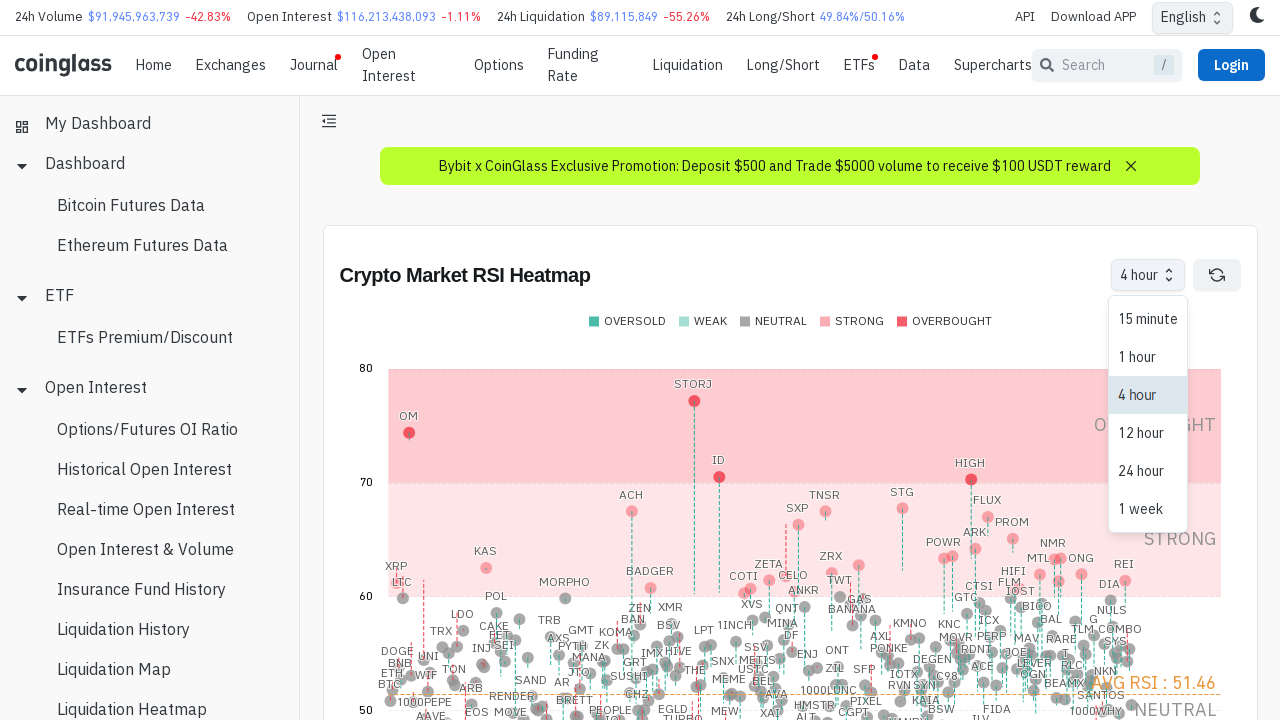 24h Volume $91,945,963,739 -42.83% Open Interest $116,213,438,093 -1.11% 24h Liquidation $89,115,849 -55.26% 24h Long/Short 49.84%/50.16% API Download APP English
coinglass Home Exchanges Journal Open Interest Options Funding Rate Liquidation Long/Short ETFs Data Supercharts Search / Login
My Dashboard
Dashboard
Bitcoin Futures Data
Ethereum Futures Data
ETF
ETFs Premium/Discount
Open Interest
Options/Futures OI Ratio
Historical Open Interest
Real-time Open Interest
Open Interest & Volume
Insurance Fund History
Liquidation History
Liquidation Map
Liquidation Heatmap
Bybit x CoinGlass Exclusive Promotion: Deposit $500 and Trade $5000 volume to receive $100 USDT reward
Crypto Market RSI Heatmap
4 hour
15 minute
1 hour
4 hour
12 hour
24 hour
1 week
OVERSOLD WEAK NEUTRAL STRONG OVERBOUGHT
80
STORJ
OM
ID
HIGH
70
ACH
TNSR
STG
FLUX
SXP
PROM
STRONG
ARK
POWR
NMR
KAS
ZRX
MTL
ONG
XRP
ZETA
REI
BADGER
COTI
CELO
HIFI
LTC
MORPHO
TWT
FLM
DIA
CTSI
ANKR
IOST
60
POL
GAS
GTC
XVS
BIGO
ZEN
XMR
QNT
BANANA
NULS
LDO
TRB
BAN
BAL
G
ICX
CAKE
BSV
1INCH
MINA
KMNO
KNC
TRX
GMT
KOMA
LPT
DF
AXL
MOVR
PERP
TLM
COMBO
FET
AXS
MAV
RARE
SYS
INJ
SEI
PYTH
ZK
SSV
PONKE
RDNT
DOGE
UNI
MANA
IMX
HIVE
ENJ
ONT
JOE
T
BNB
GRT
SNX
METIS
DEGEN
LEVER
RLC
ETH
WIF
TON
JTO
SUSHI
THE
USTC
ZIL
SFP
IOTX
C98
ACE
OGN
NKN
BTC
ARB
SAND
AR
MEME
BEL
RVN
SYN
BEAMX
AVG RSI : 51.46
1000PEPE
RENDER
BRETT
CHZ
AVA
1000LUNC
PIXEL
KAIA
SANTOS
50
AAVE
EOS
MOVE
PEOPLE
EGLD
MEW
XAI
HMSTR
CGPT
BSW
FIDA
1000WHY
NEUTRAL
TURBO
ALT